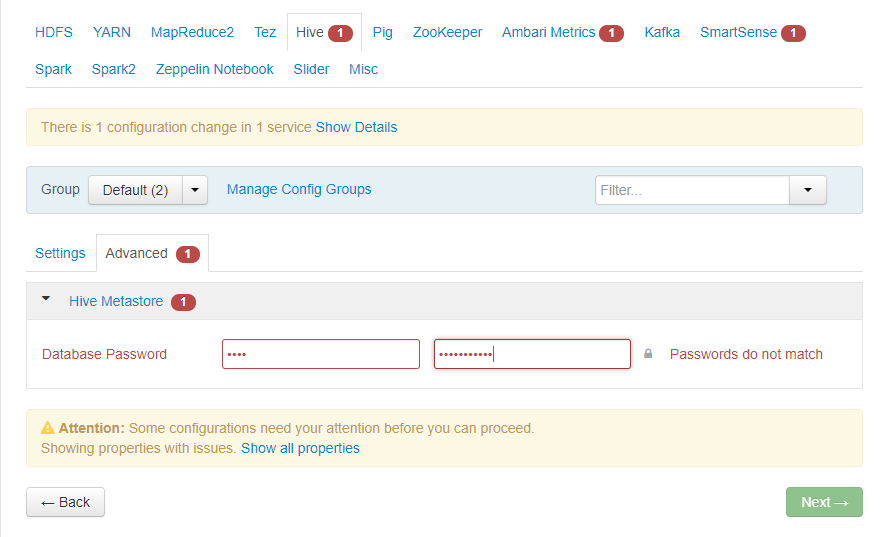 HDFS YARN MapReduce2 Tez Hive 1 Pig ZooKeeper Ambari Metrics 1 Kafka SmartSense 1
Spark Spark2 Zeppelin Notebook Slider Misc
There is 1 configuration change in 1 service Show Details
Group Default (2) Manage Config Groups Filter...
Settings Advanced 1
Hive Metastore 1
Database Password •••• ••••••••••• Passwords do not match
Attention: Some configurations need your attention before you can proceed.
Showing properties with issues. Show all properties
← Back Next →